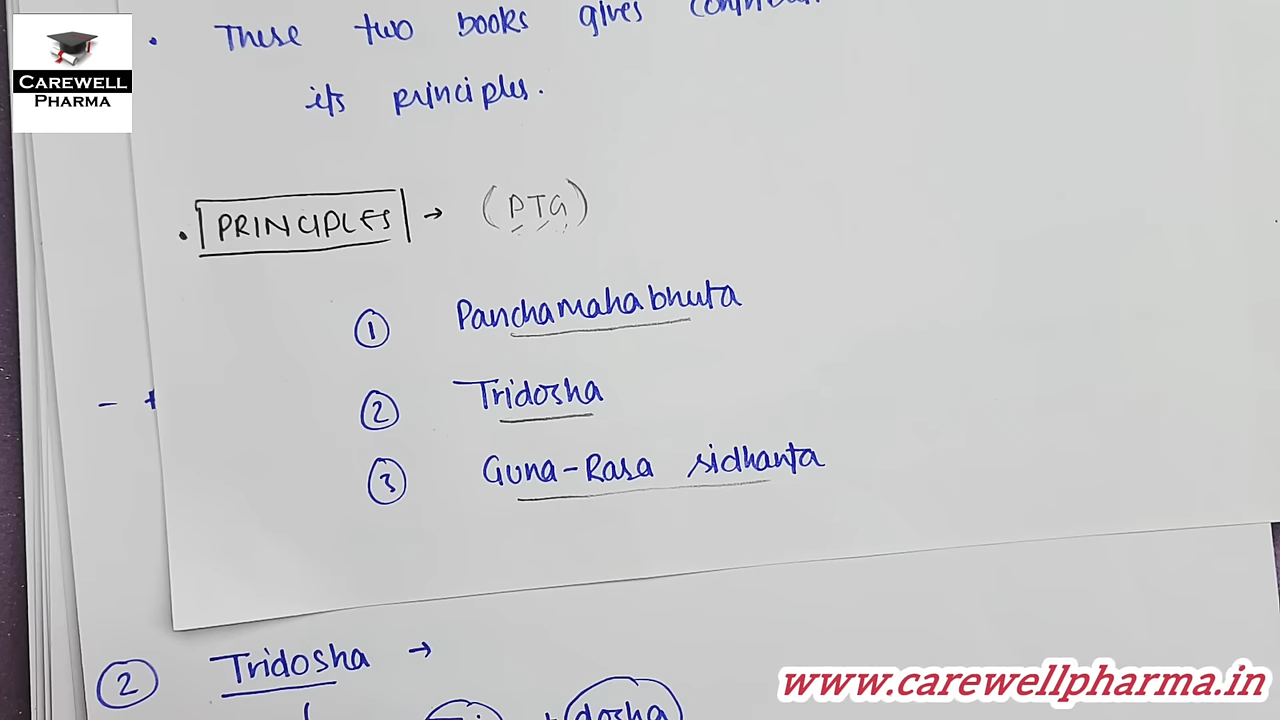 CAREWELL
PHARMA
• These two books gives
its principles.
• PRINCIPLES → (PTG)
① Panchamahabhuta
② Tridosha
③ Guna-Rasa sidhanta
② Tridosha →
dosha
www.carewellpharma.in